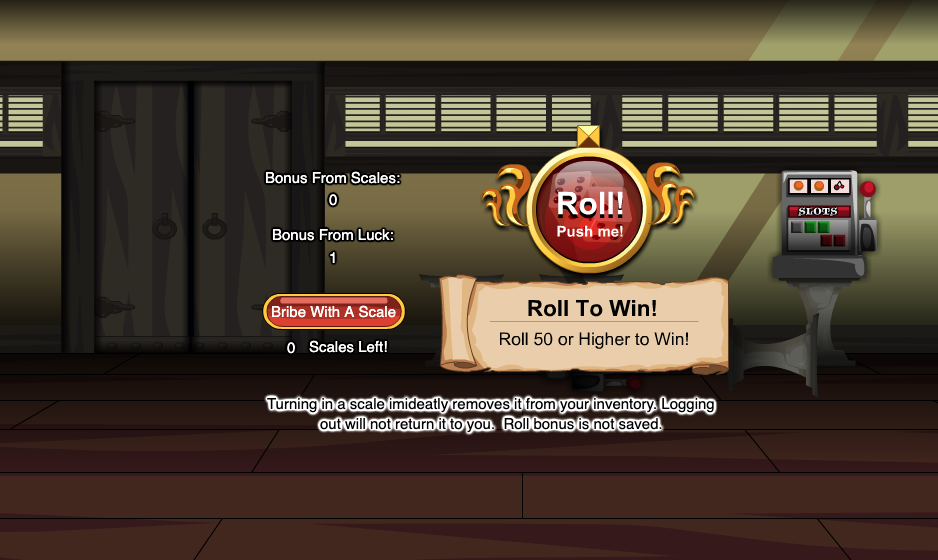 Bonus From Scales:
0
Bonus From Luck:
1
Bribe With A Scale
0 Scales Left!
Roll!
Push me!
Roll To Win!
Roll 50 or Higher to Win!
SLOTS
Turning in a scale imideatly removes it from your inventory. Logging
out will not return it to you.  Roll bonus is not saved.